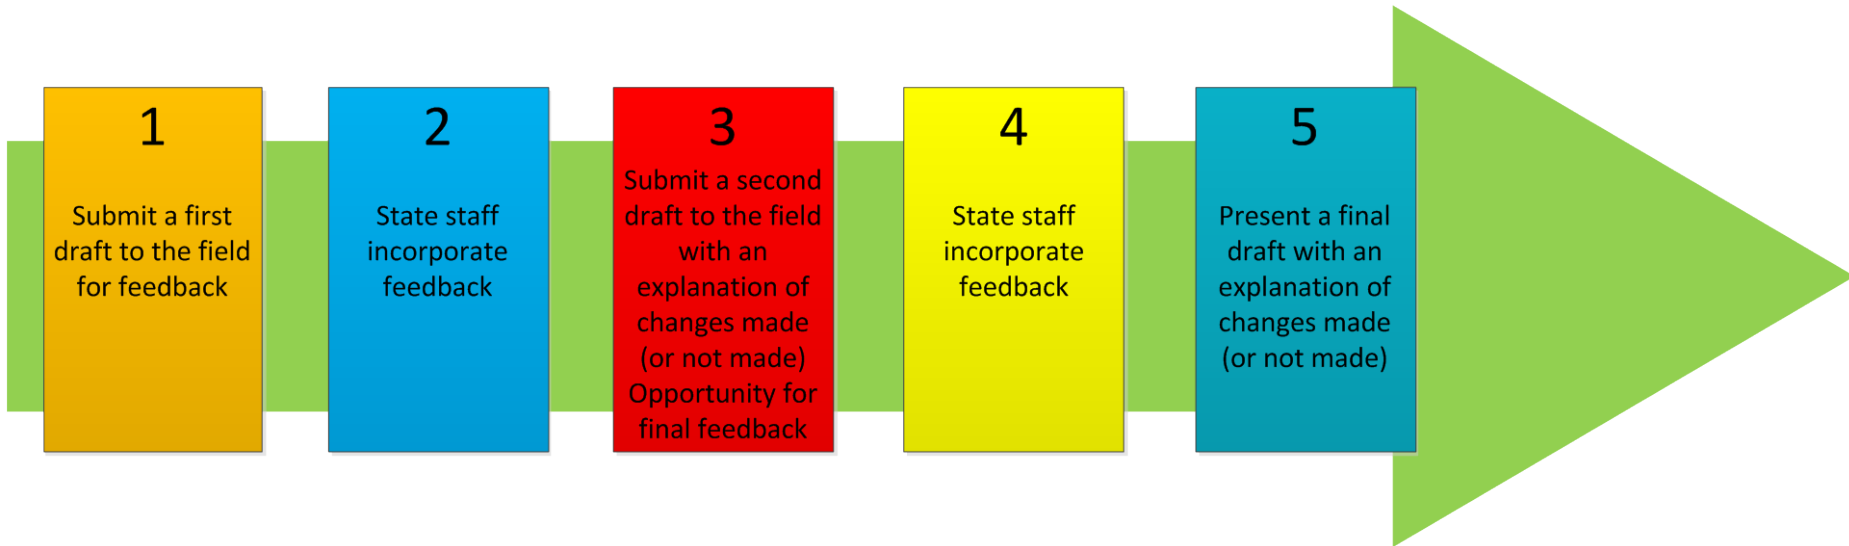 1
Submit a first
draft to the field
for feedback
2
State staff
incorporate
feedback
3
Submit a second
draft to the field
with an
explanation of
changes made
(or not made)
Opportunity for
final feedback
4
State staff
incorporate
feedback
5
Present a final
draft with an
explanation of
changes made
(or not made)